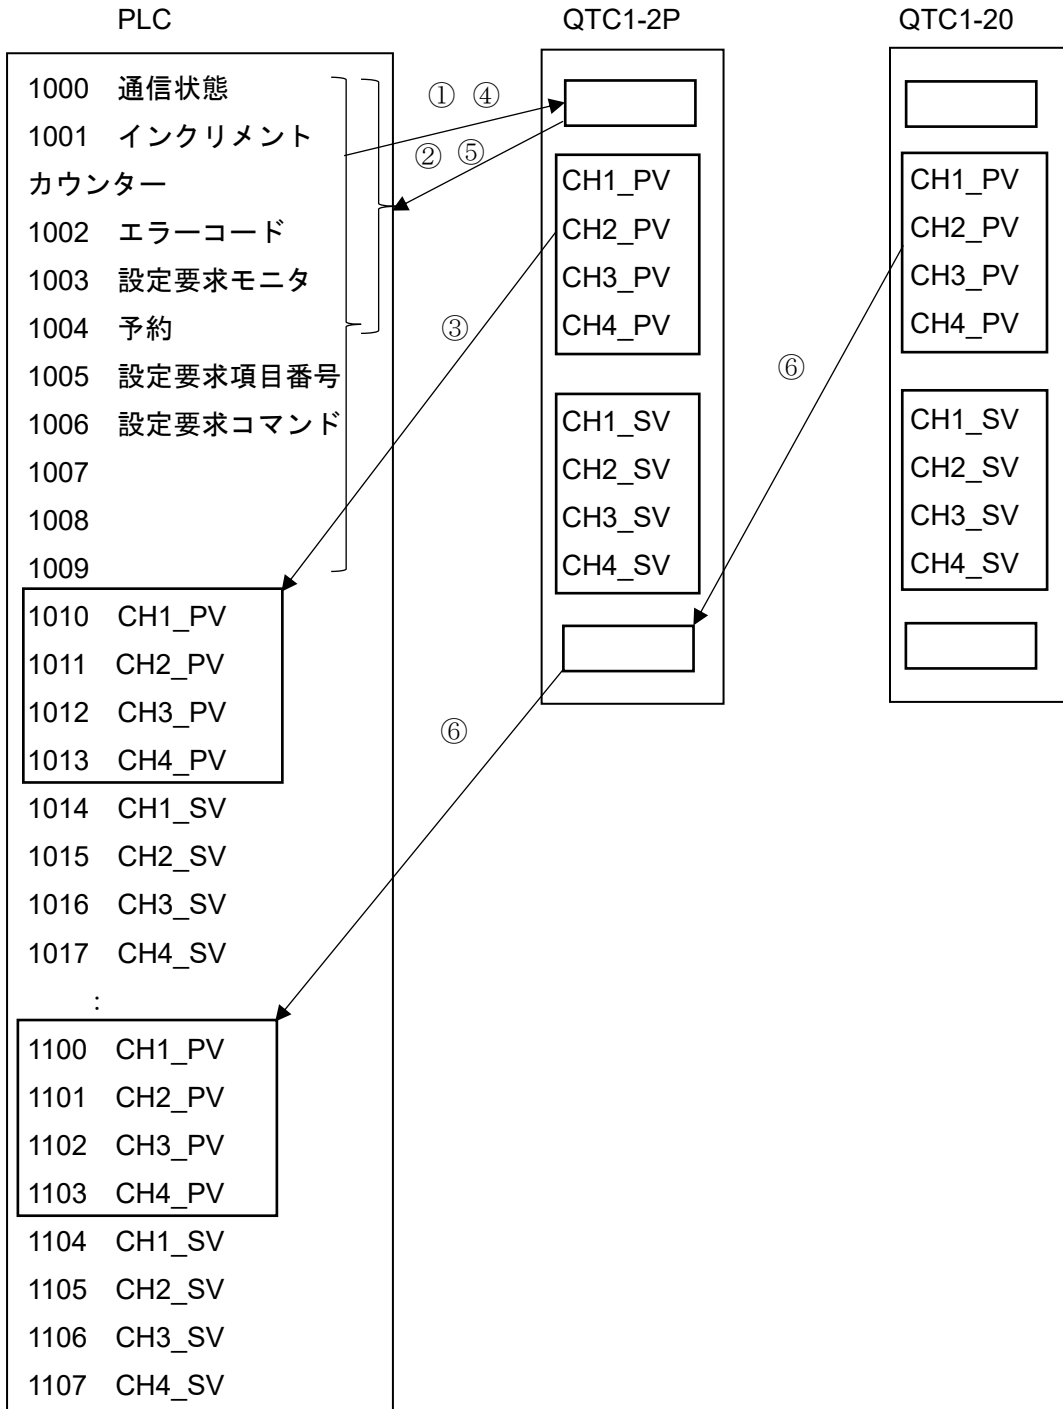 PLC
QTC1-2P
QTC1-20
1000 通信状態
1001 インクリメント
カウンター
1002 エラーコード
1003 設定要求モニタ
1004 予約
1005 設定要求項目番号
1006 設定要求コマンド
1007
1008
1009
1010 CH1_PV
1011 CH2_PV
1012 CH3_PV
1013 CH4_PV
1014 CH1_SV
1015 CH2_SV
1016 CH3_SV
1017 CH4_SV
:
1100 CH1_PV
1101 CH2_PV
1102 CH3_PV
1103 CH4_PV
1104 CH1_SV
1105 CH2_SV
1106 CH3_SV
1107 CH4_SV
① ④
② ⑤
③
⑥
CH1_PV
CH2_PV
CH3_PV
CH4_PV
CH1_SV
CH2_SV
CH3_SV
CH4_SV
⑥
CH1_PV
CH2_PV
CH3_PV
CH4_PV
CH1_SV
CH2_SV
CH3_SV
CH4_SV